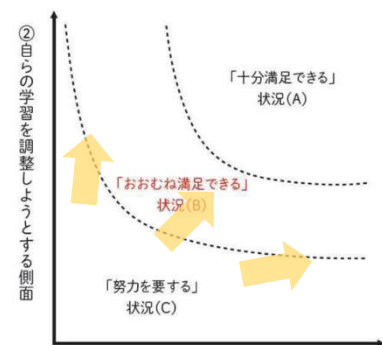 ②自らの学習を調整しようとする側面
「十分満足できる」
状況(A)
「おおむね満足できる」
状況(B)
「努力を要する」
状況(C)